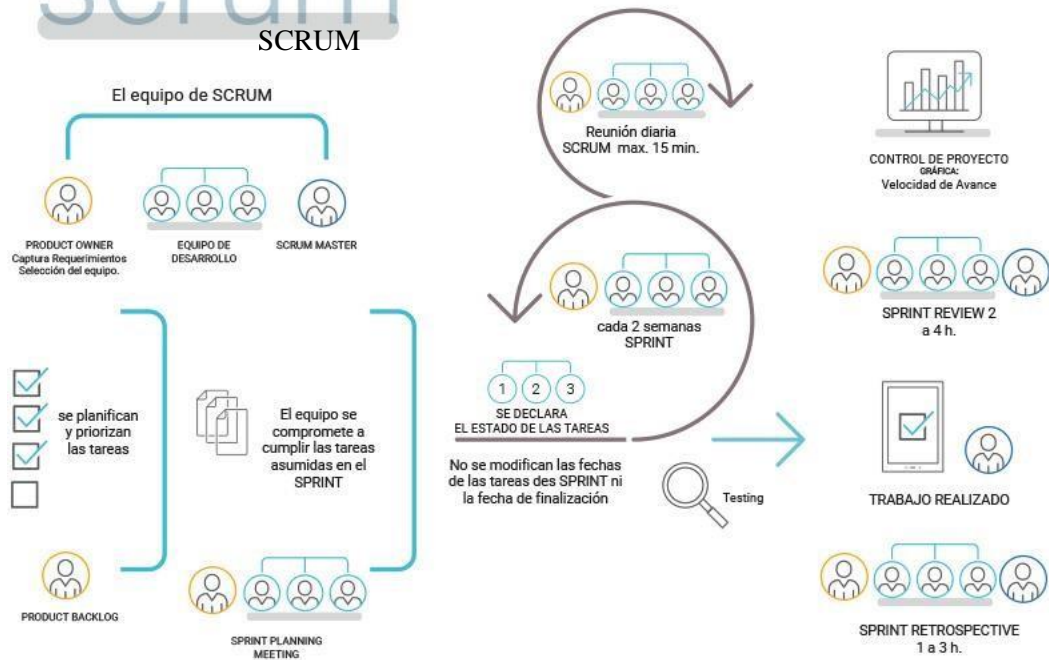 scrum
SCRUM
El equipo de SCRUM
PRODUCT OWNER
Captura Requerimientos
Selección del equipo.
EQUIPO DE
DESARROLLO
SCRUM MASTER
se planifican
y priorizan
las tareas
PRODUCT BACKLOG
El equipo se
compromete a
cumplir las tareas
asumidas en el
SPRINT
SPRINT PLANNING
MEETING
Reunión diaria
SCRUM max. 15 min.
cada 2 semanas
SPRINT
1 2 3
SE DECLARA
EL ESTADO DE LAS TAREAS
No se modifican las fechas
de las tareas des SPRINT ni
la fecha de finalización
Testing
CONTROL DE PROYECTO
GRÁFICA:
Velocidad de Avance
SPRINT REVIEW 2
a 4 h.
TRABAJO REALIZADO
SPRINT RETROSPECTIVE
1 a 3 h.